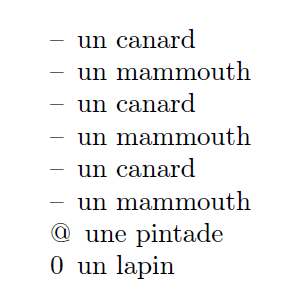 – un canard
– un mammouth
– un canard
– un mammouth
– un canard
– un mammouth
@ une pintade
0 un lapin